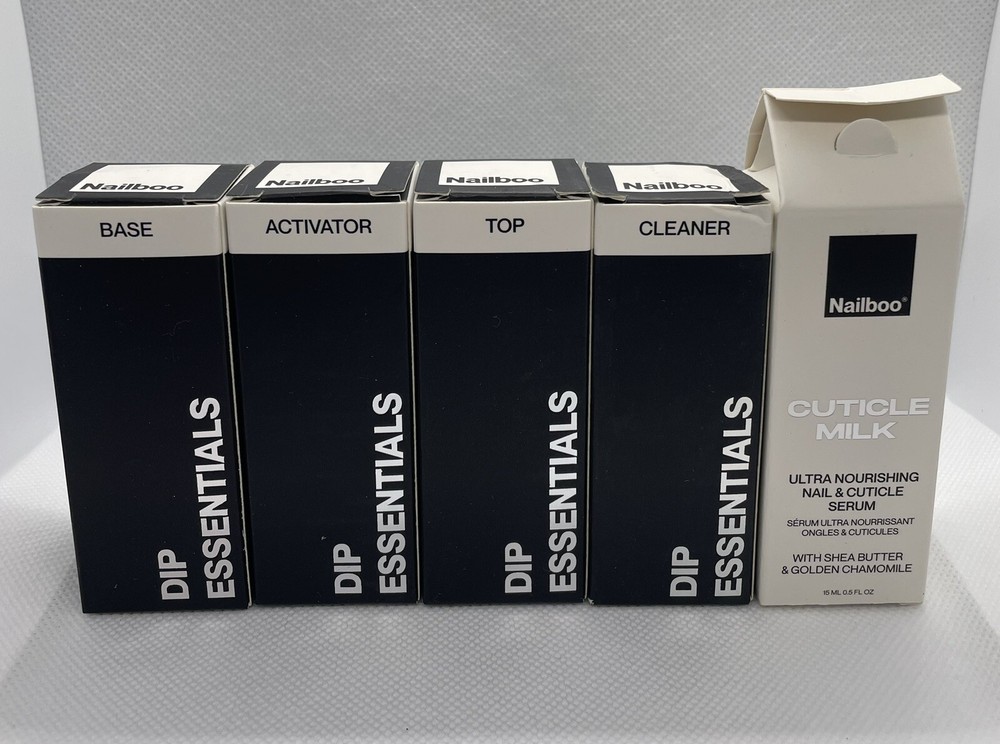 Nailboo
BASE
DIP
ESSENTIALS
Nailboo
ACTIVATOR
DIP
ESSENTIALS
Nailboo
TOP
DIP
ESSENTIALS
Nailboo
CLEANER
DIP
ESSENTIALS
Nailboo®
CUTICLE
MILK
ULTRA NOURISHING
NAIL & CUTICLE
SERUM
SÉRUM ULTRA NOURRISSANT
ONGLES & CUTICULES
WITH SHEA BUTTER
& GOLDEN CHAMOMILE
15 ML 0.5 FL OZ